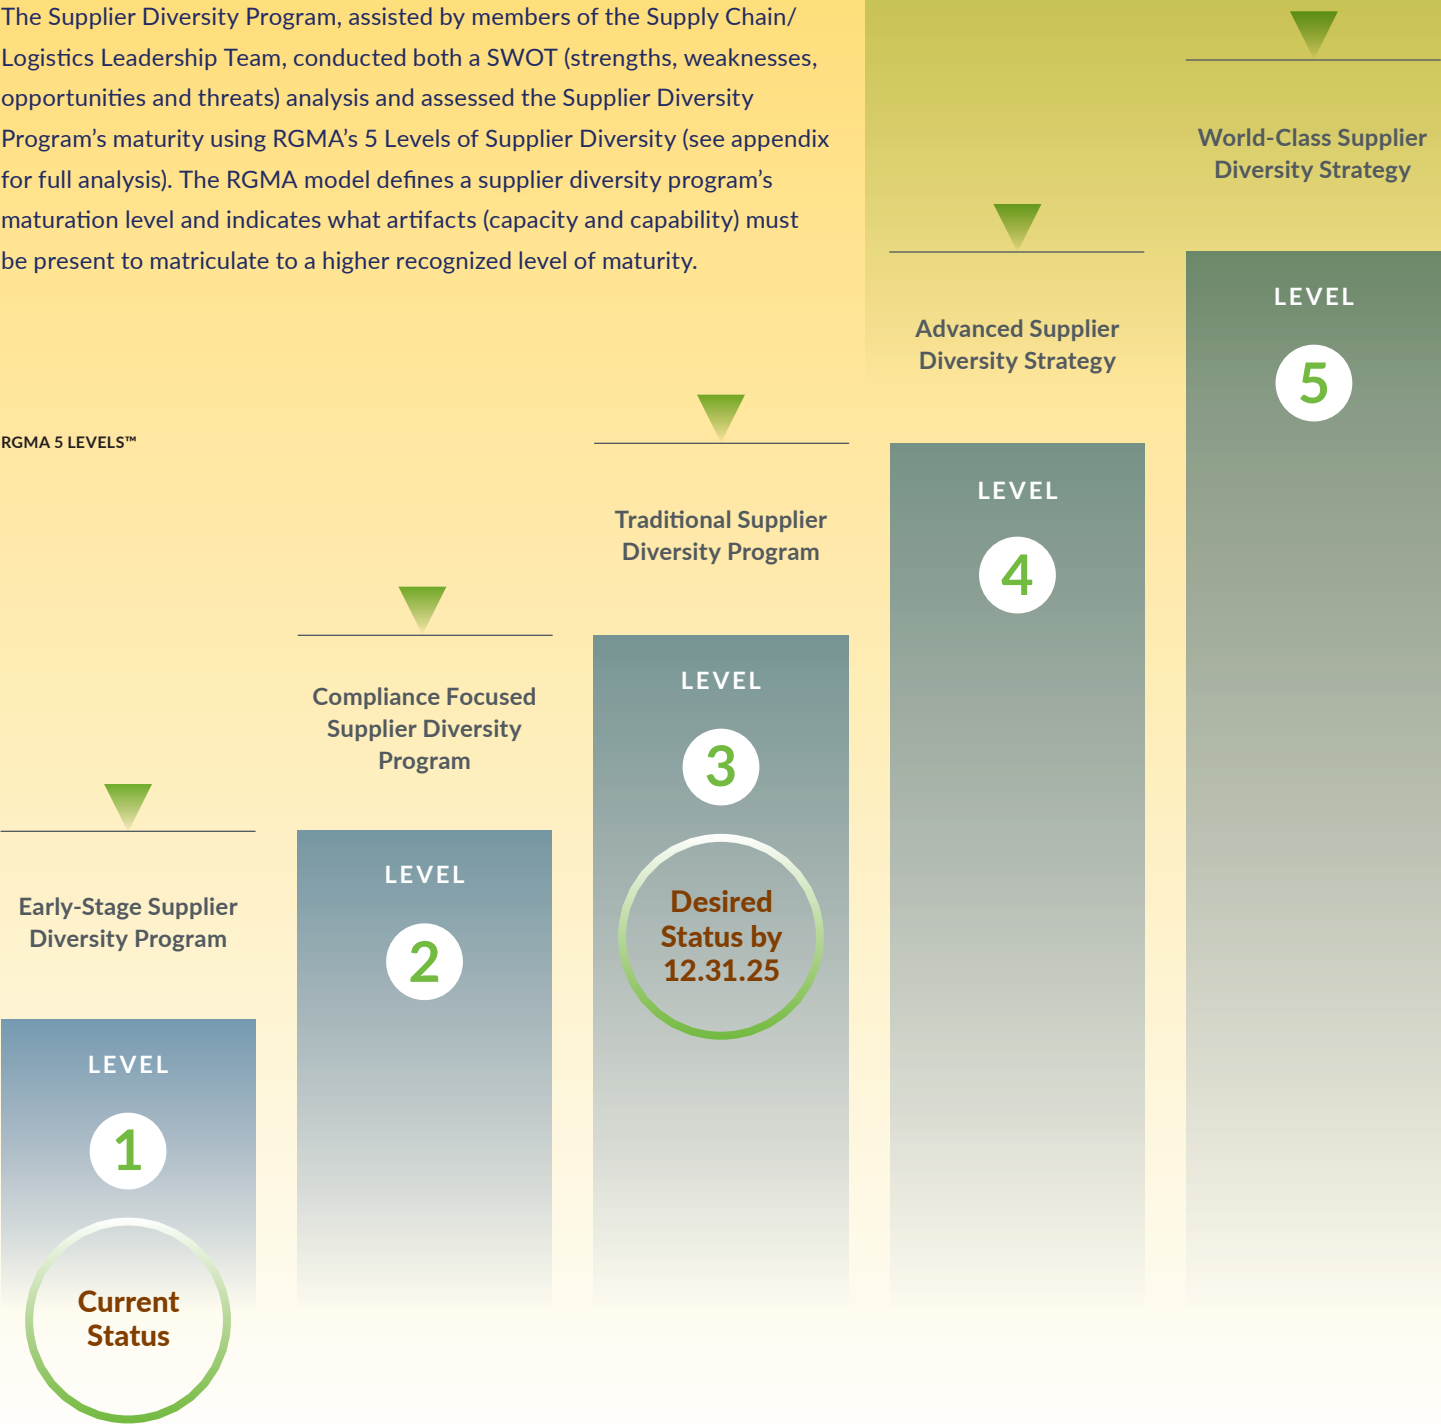 The Supplier Diversity Program, assisted by members of the Supply Chain/
Logistics Leadership Team, conducted both a SWOT (strengths, weaknesses,
opportunities and threats) analysis and assessed the Supplier Diversity
Program’s maturity using RGMA’s 5 Levels of Supplier Diversity (see appendix
for full analysis). The RGMA model defines a supplier diversity program’s
maturation level and indicates what artifacts (capacity and capability) must
be present to matriculate to a higher recognized level of maturity.
RGMA 5 LEVELS™
Early-Stage Supplier
Diversity Program
LEVEL
1
Current
Status
Compliance Focused
Supplier Diversity
Program
LEVEL
2
Traditional Supplier
Diversity Program
LEVEL
3
Desired
Status by
12.31.25
Advanced Supplier
Diversity Strategy
LEVEL
4
World-Class Supplier
Diversity Strategy
LEVEL
5